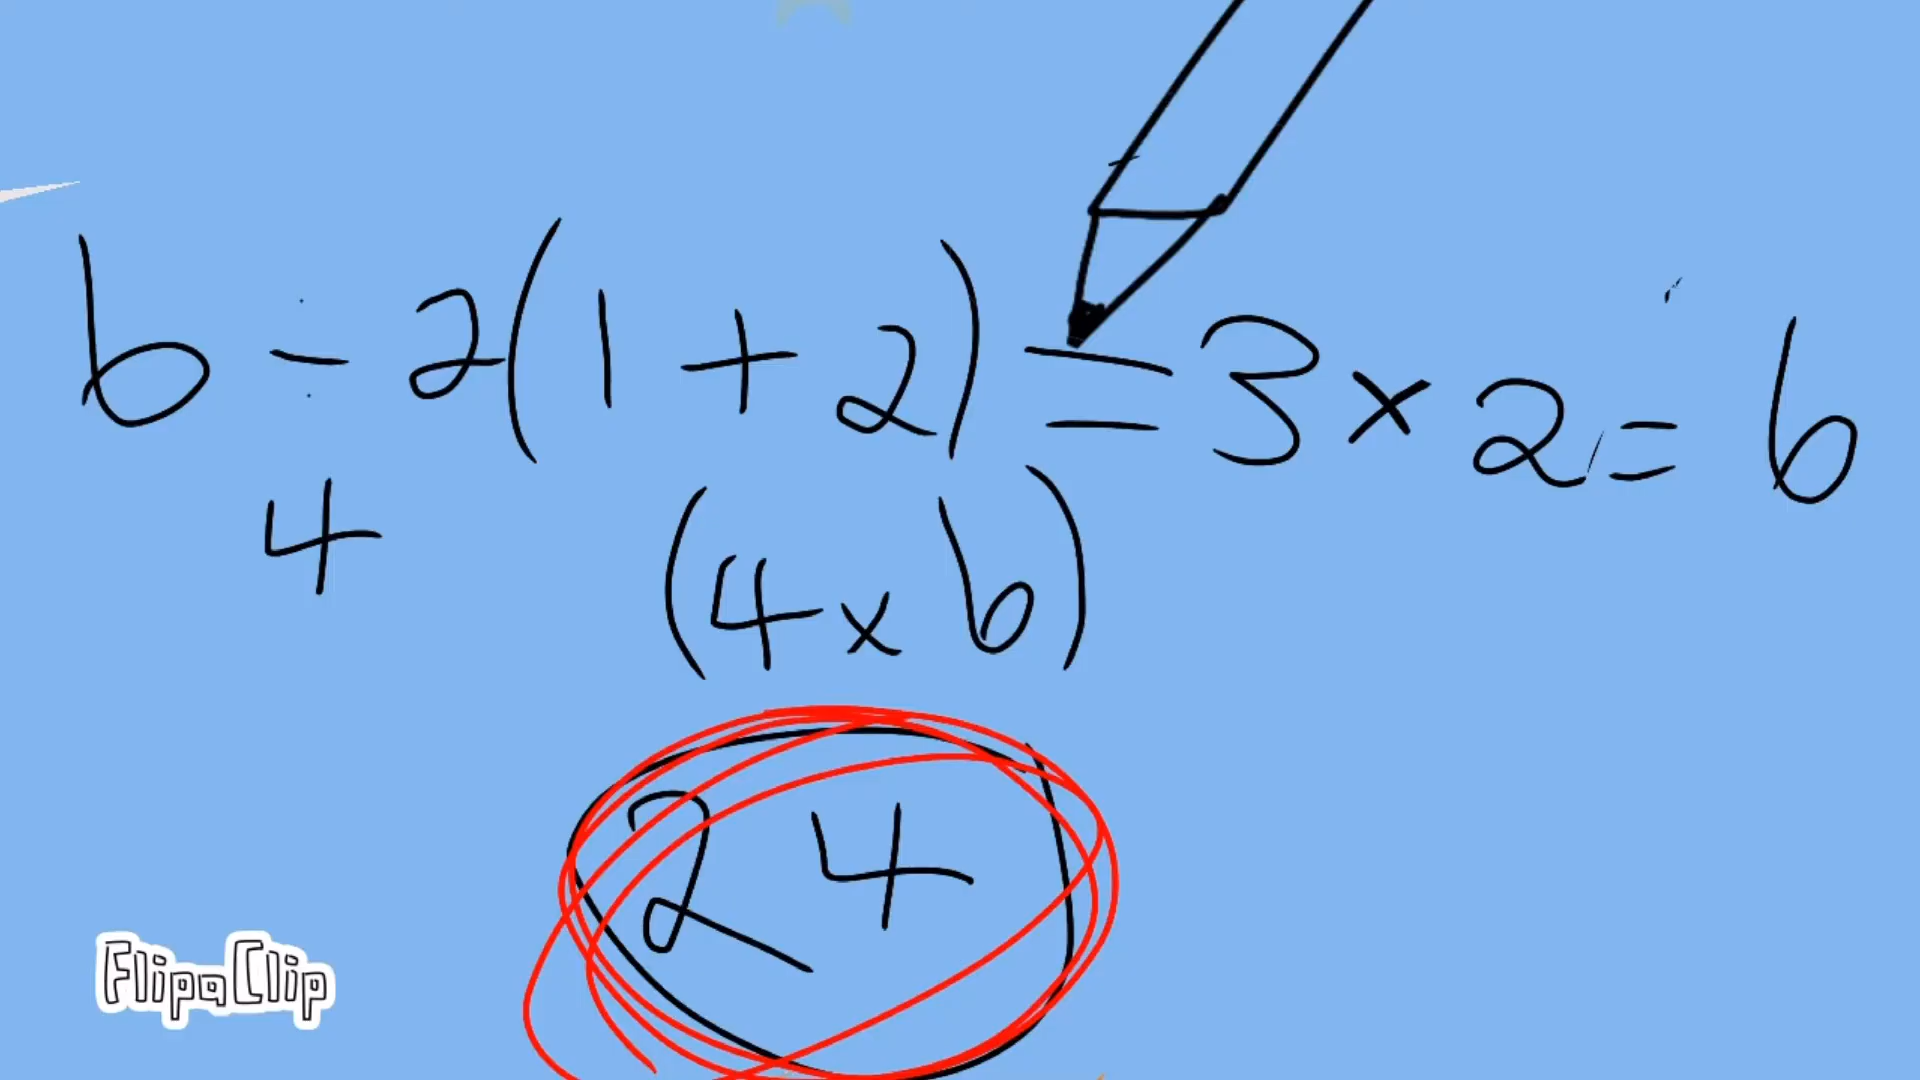 6 ÷ 2(1 + 2) = 3 × 2 = 6
4
(4 × 6)
24
FlipaClip